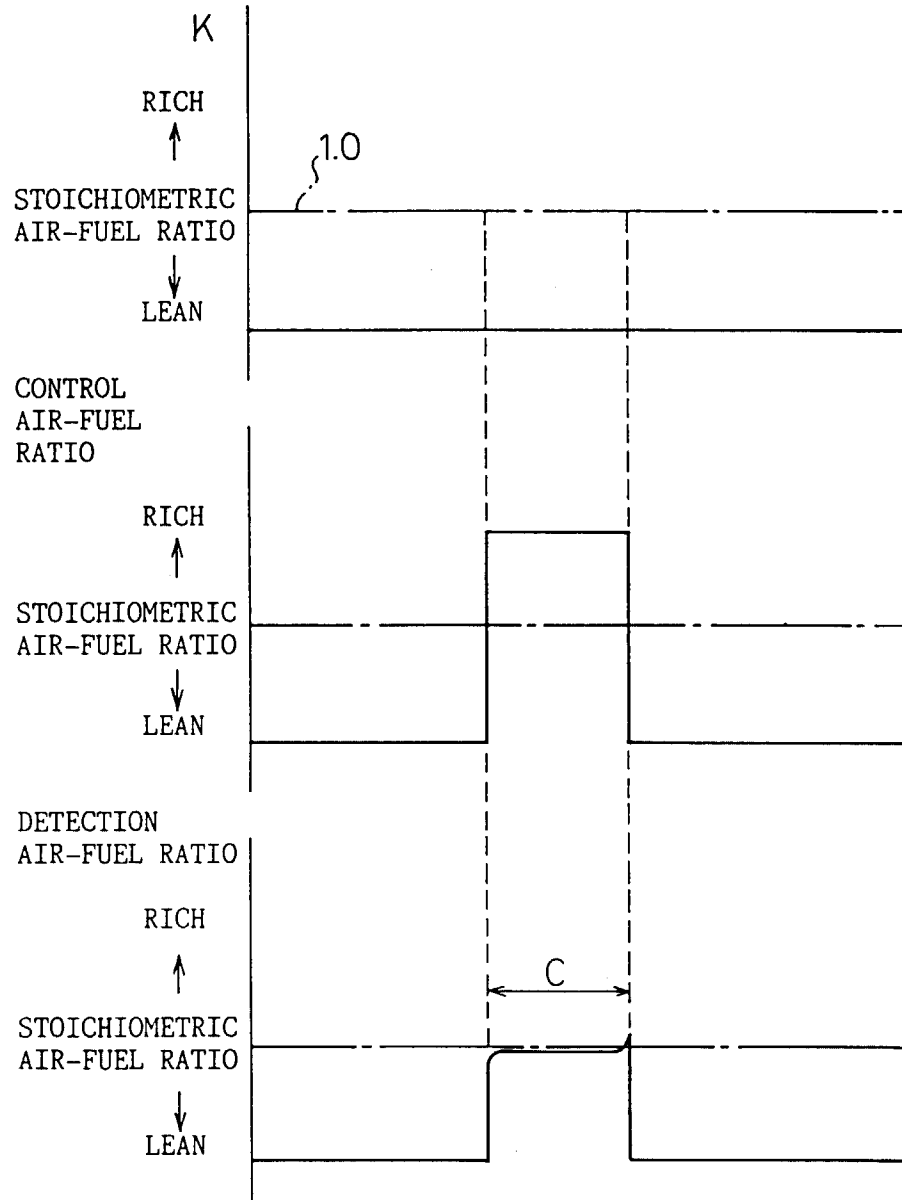 K
RICH
1.0
STOICHIOMETRIC
AIR-FUEL RATIO
LEAN
CONTROL
AIR-FUEL
RATIO
RICH
STOICHIOMETRIC
AIR-FUEL RATIO
LEAN
DETECTION
AIR-FUEL RATIO
RICH
C
STOICHIOMETRIC
AIR-FUEL RATIO
LEAN